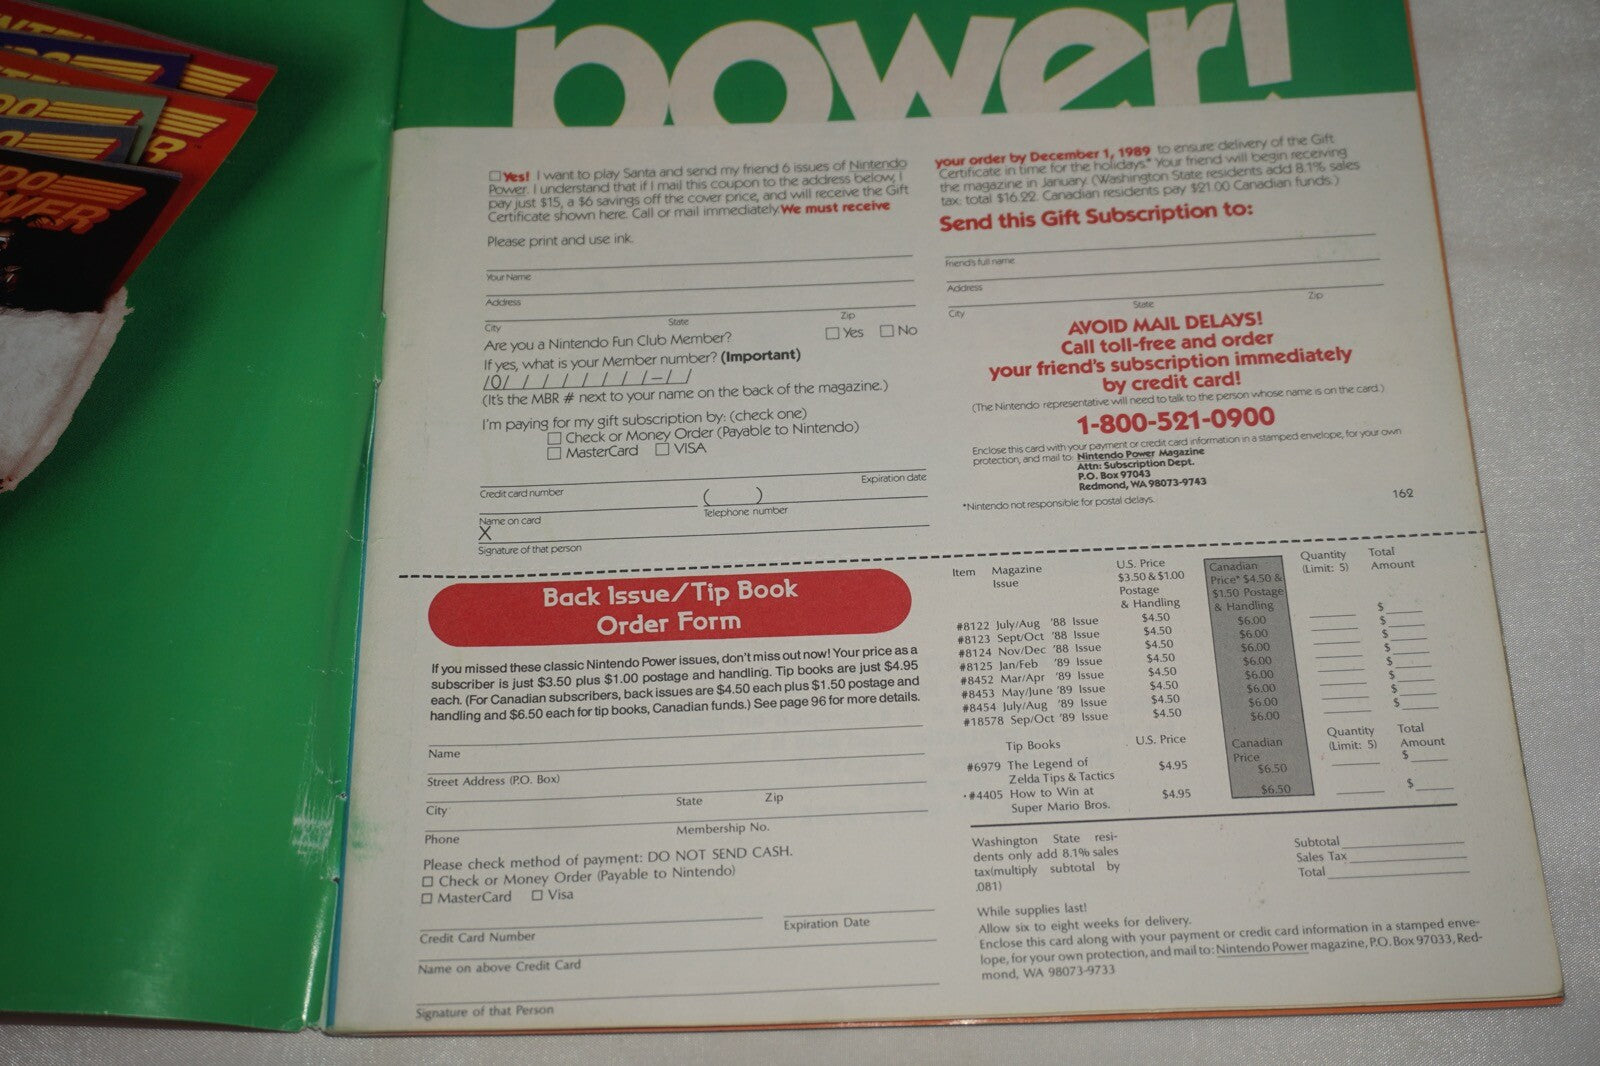 power!
☐ Yes! I want to play Santa and send my friend 6 issues of Nintendo
Power. I understand that if I mail this coupon to the address below, I
pay just $15, a $6 savings off the cover price, and will receive the Gift
Certificate shown here. Call or mail immediately. We must receive
your order by December 1, 1989 to ensure delivery of the Gift
Certificate in time for the holidays.* Your friend will begin receiving
the magazine in January. (Washington State residents add 8.1% sales
tax: total $16.22. Canadian residents pay $21.00 Canadian funds.)
Please print and use ink.
Your Name
Address
City State Zip
Are you a Nintendo Fun Club Member? ☐ Yes ☐ No
If yes, what is your Member number? (Important)
/0/ / / / / / / /–/ /
(It's the MBR # next to your name on the back of the magazine.)
I'm paying for my gift subscription by: (check one)
☐ Check or Money Order (Payable to Nintendo)
☐ MasterCard ☐ VISA
Credit card number Expiration date
( )
Name on card Telephone number
X
Signature of that person
Send this Gift Subscription to:
Friend's full name
Address
City State Zip
AVOID MAIL DELAYS!
Call toll-free and order
your friend's subscription immediately
by credit card!
(The Nintendo representative will need to talk to the person whose name is on the card.)
1-800-521-0900
Enclose this card with your payment or credit card information in a stamped envelope, for your own
protection, and mail to: Nintendo Power Magazine
Attn: Subscription Dept.
P.O. Box 97043
Redmond, WA 98073-9743
*Nintendo not responsible for postal delays.
162
Back Issue/Tip Book
Order Form
If you missed these classic Nintendo Power issues, don't miss out now! Your price as a
subscriber is just $3.50 plus $1.00 postage and handling. Tip books are just $4.95
each. (For Canadian subscribers, back issues are $4.50 each plus $1.50 postage and
handling and $6.50 each for tip books, Canadian funds.) See page 96 for more details.
Name
Street Address (P.O. Box)
City State Zip
Phone Membership No.
Please check method of payment: DO NOT SEND CASH.
☐ Check or Money Order (Payable to Nintendo)
☐ MasterCard ☐ Visa
Credit Card Number Expiration Date
Name on above Credit Card
Signature of that Person
Item Magazine Issue U.S. Price $3.50 & $1.00 Postage & Handling Canadian Price* $4.50 & $1.50 Postage & Handling Quantity (Limit: 5) Total Amount
#8122 July/Aug '88 Issue $4.50 $6.00 $
#8123 Sept/Oct '88 Issue $4.50 $6.00 $
#8124 Nov/Dec '88 Issue $4.50 $6.00 $
#8125 Jan/Feb '89 Issue $4.50 $6.00 $
#8452 Mar/Apr '89 Issue $4.50 $6.00 $
#8453 May/June '89 Issue $4.50 $6.00 $
#8454 July/Aug '89 Issue $4.50 $6.00 $
#18578 Sep/Oct '89 Issue $4.50 $6.00 $
Tip Books U.S. Price Canadian Price Quantity (Limit: 5) Total Amount
#6979 The Legend of $4.95 $6.50 $
Zelda Tips & Tactics
#4405 How to Win at $4.95 $6.50 $
Super Mario Bros.
Washington State resi-
dents only add 8.1% sales
tax(multiply subtotal by
.081)
Subtotal
Sales Tax
Total
While supplies last!
Allow six to eight weeks for delivery.
Enclose this card along with your payment or credit card information in a stamped enve-
lope, for your own protection, and mail to: Nintendo Power magazine, P.O. Box 97033, Red-
mond, WA 98073-9733